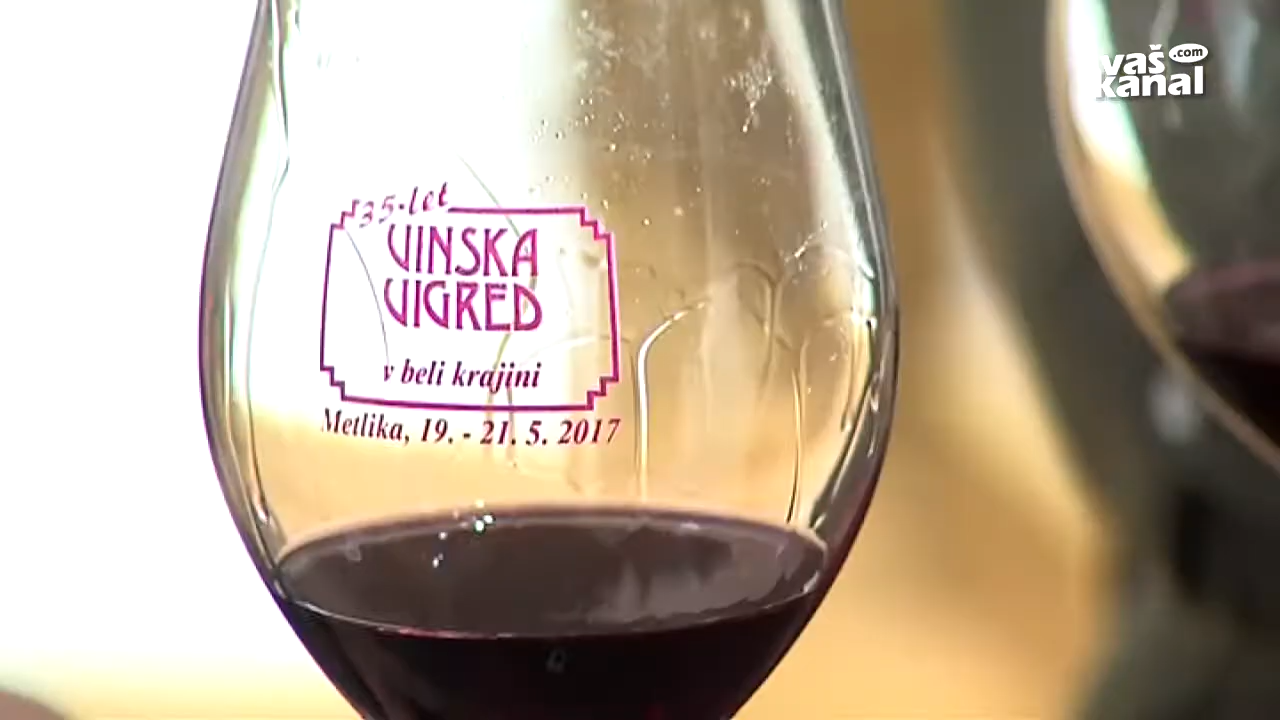 vaš .com
kanal
35-let
VINSKA
VIGRED
v beli krajini
Metlika, 19. - 21. 5. 2017